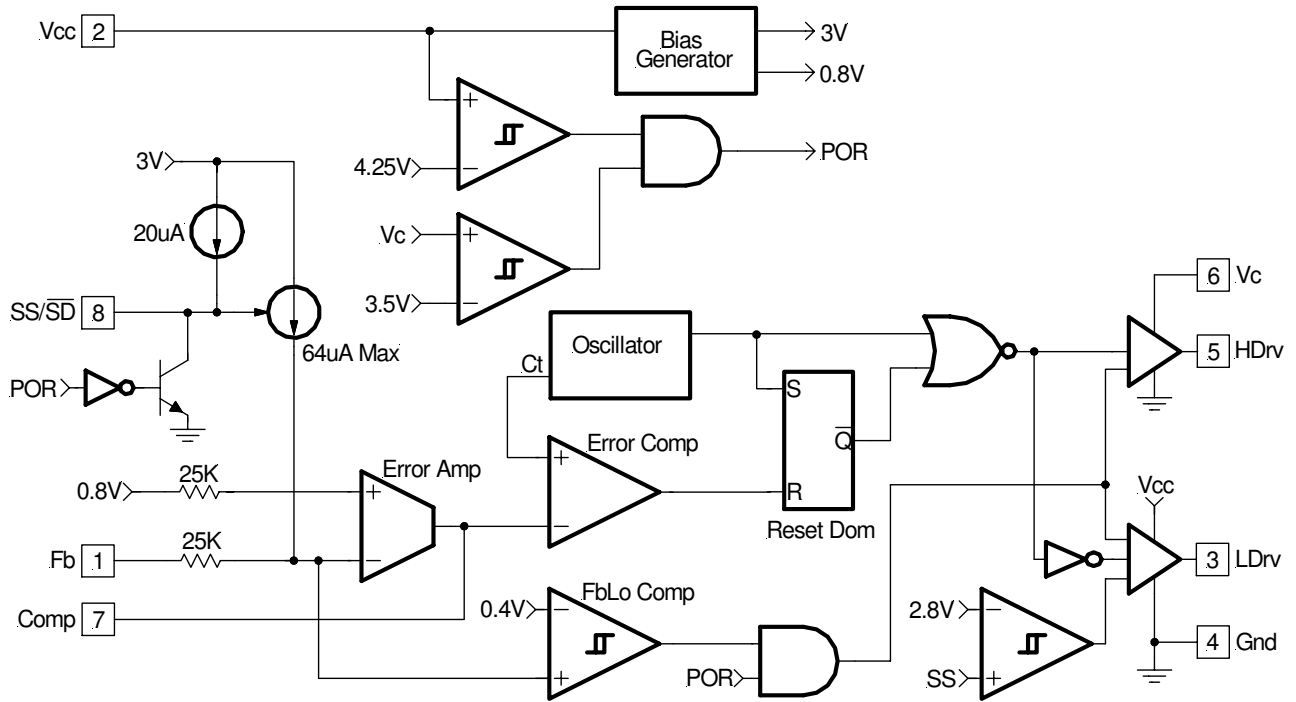 Vcc 2
Bias
Generator
3V
0.8V
+
4.25V −
POR
3V
20uA
Vc +
3.5V −
SS/SD 8
64uA Max
6 Vc
Oscillator
Ct
5 HDrv
POR
S
Q
R
Reset Dom
Error Comp
+
−
Error Amp
0.8V 25K +
Fb 1 25K −
Vcc
3 LDrv
Comp 7
FbLo Comp
0.4V −
+
POR
2.8V −
SS +
4 Gnd